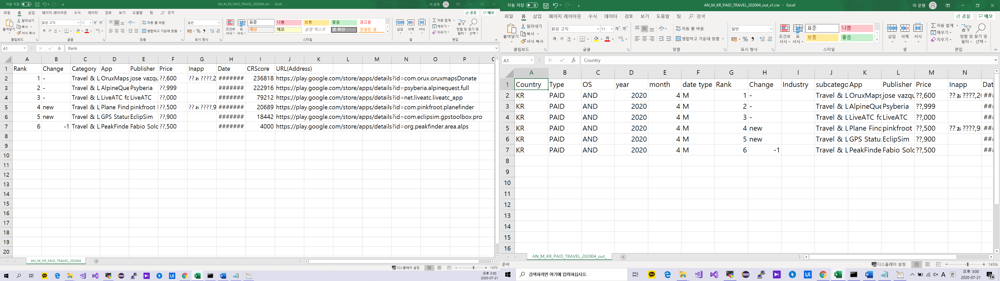 자동 저장 끔 AN_M_KR_PAID_TRAVEL_202004.csv - Excel 이 문형
파일 홈 삽입 페이지 레이아웃 수식 데이터 검토 보기 도움말 팀 검색 공유 메모
붙여넣기 잘라내기 복사 서식 복사 맑은 고딕 11 가 가 가 자동 줄 바꿈 병합하고 가운데 맞춤 일반 조건부 서식 표 서식 표준 나쁨 보통 좋음 경고문 계산 메모 설명 텍스트 셀 확인 연결된 셀 삽입 삭제 서식 자동 합계 채우기 지우기 정렬 및 필터 찾기 및 선택
클립보드 글꼴 맞춤 표시 형식 스타일 셀 편집
A1 fx Rank
A B C D E F G H I J K L M N O P
1 Rank Change Category App Publisher Price Inapp Date CRScore URL(Address)
2 1 - Travel & L OruxMaps jose vazqu ??,600 ??ぉ????,2 ####### 236818 https://play.google.com/store/apps/details?id=com.orux.oruxmapsDonate
3 2 - Travel & L AlpineQue Psyberia ??,999 ####### 222916 https://play.google.com/store/apps/details?id=psyberia.alpinequest.full
4 3 - Travel & L LiveATC fo LiveATC ??,000 ####### 79212 https://play.google.com/store/apps/details?id=net.liveatc.liveatc_app
5 4 new Travel & L Plane Find pinkfroot ??,500 ??ぉ????,9 ####### 20689 https://play.google.com/store/apps/details?id=com.pinkfroot.planefinder
6 5 new Travel & L GPS Status EclipSim ??,900 ####### 18442 https://play.google.com/store/apps/details?id=com.eclipsim.gpstoolbox.pro
7 6 -1 Travel & L PeakFinde Fabio Solo ??,500 ####### 4000 https://play.google.com/store/apps/details?id=org.peakfinder.area.alps
8
9
10
11
12
13
14
15
16
17
18
19
20
AN_M_KR_PAID_TRAVEL_202004
디스플레이 설정 160%
오후 3:00
2020-07-21
자동 저장 끔 AN_M_KR_PAID_TRAVEL_202004_out_v1.csv - Excel 이 문형
파일 홈 삽입 페이지 레이아웃 수식 데이터 검토 보기 도움말 팀 검색 공유 메모
붙여넣기 잘라내기 복사 서식 복사 맑은 고딕 11 가 가 가 자동 줄 바꿈 병합하고 가운데 맞춤 일반 조건부 서식 표 서식 표준 나쁨 보통 좋음 삽입 삭제 서식 자동 합계 채우기 지우기 정렬 및 필터 찾기 및 선택
클립보드 글꼴 맞춤 표시 형식 스타일 셀 편집
A1 fx Country
A B C D E F G H I J K L M N
1 Country Type OS year month date type Rank Change Industry subcatego App Publisher Price Inapp Dat
2 KR PAID AND 2020 4 M 1 - Travel & L OruxMaps jose vazqu ??,600 ??ぉ????,20 ###
3 KR PAID AND 2020 4 M 2 - Travel & L AlpineQue Psyberia ??,999 ###
4 KR PAID AND 2020 4 M 3 - Travel & L LiveATC fo LiveATC ??,000 ###
5 KR PAID AND 2020 4 M 4 new Travel & L Plane Find pinkfroot ??,500 ??ぉ????,9. ###
6 KR PAID AND 2020 4 M 5 new Travel & L GPS Statu EclipSim ??,900 ###
7 KR PAID AND 2020 4 M 6 -1 Travel & L PeakFinde Fabio Solo ??,500 ###
8
9
10
11
12
13
14
15
16
AN_M_KR_PAID_TRAVEL_202004_out_
준비 디스플레이 설정 145%
검색하려면 여기에 입력하십시오. A 한 오후 3:00
2020-07-21 14